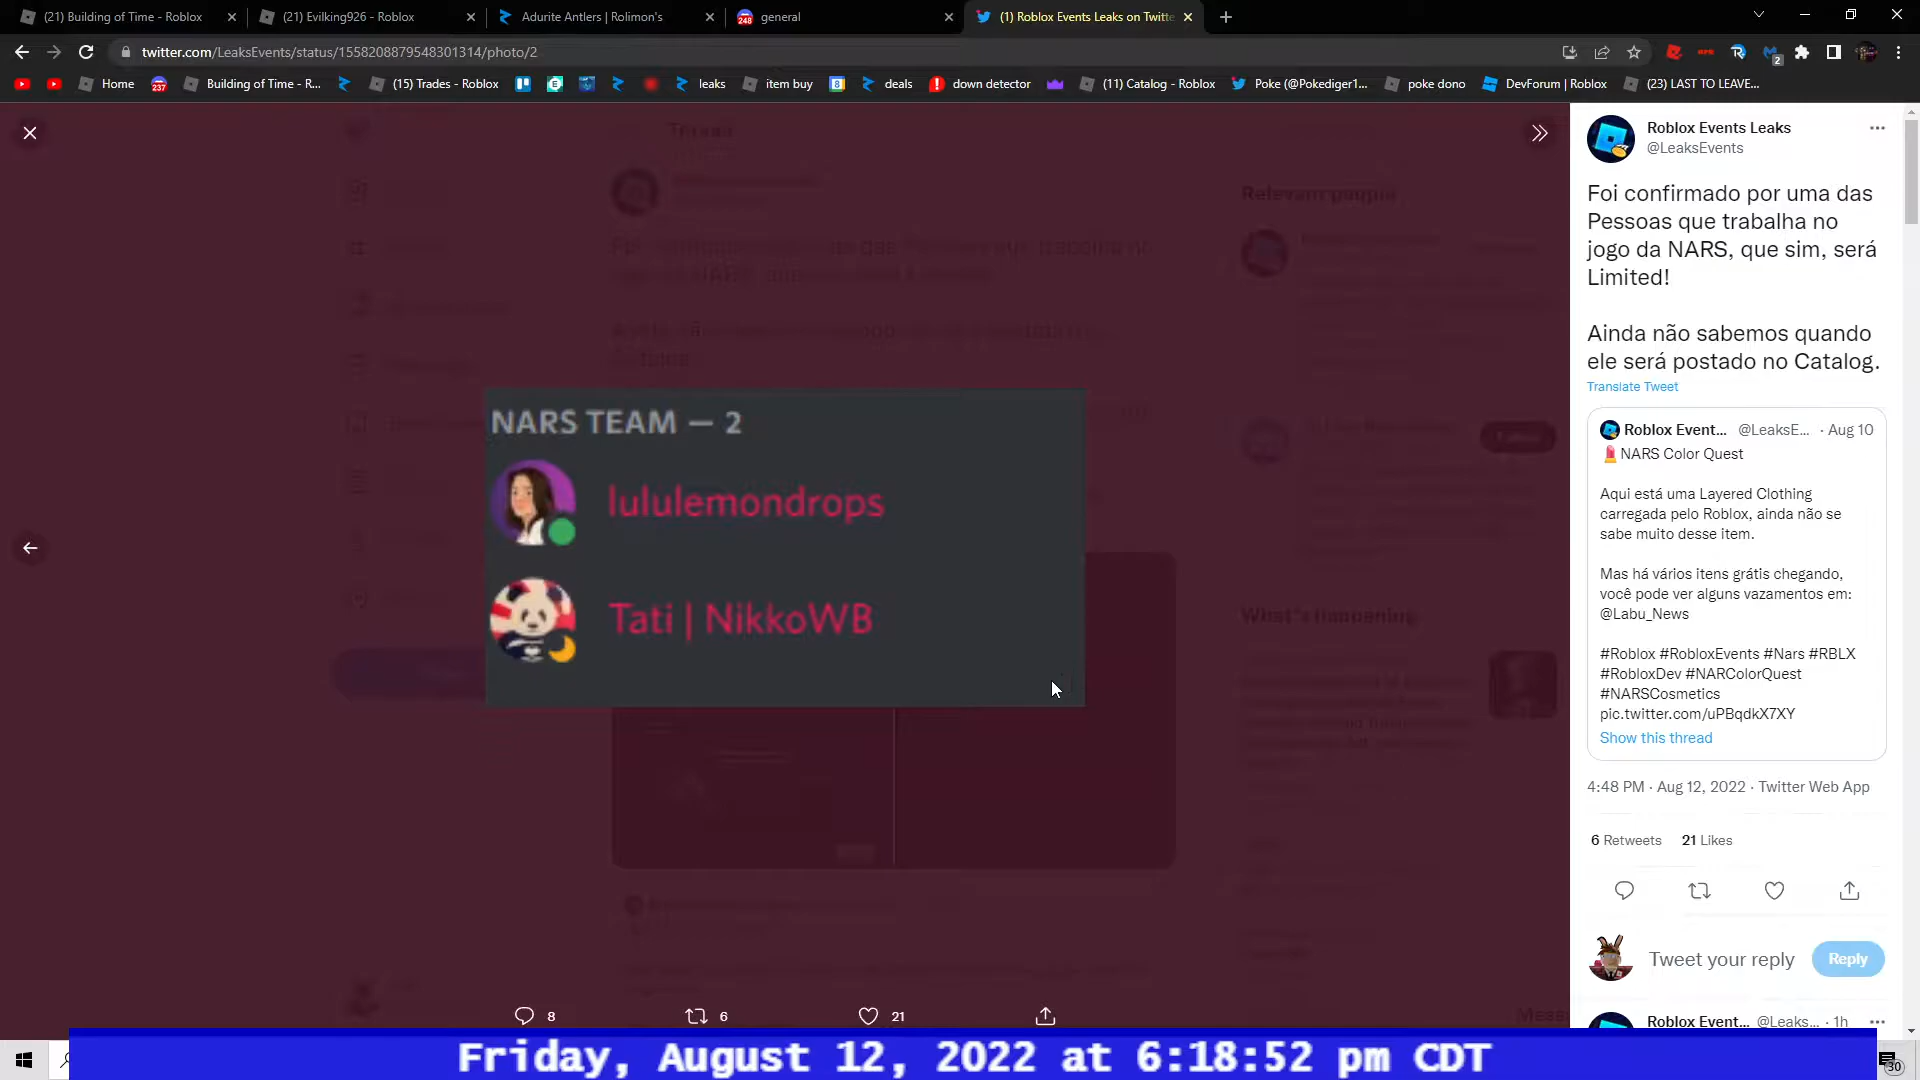 (21) Building of Time - Roblox
(21) Evilking926 - Roblox
Adurite Antlers | Rolimon's
248
general
(1) Roblox Events Leaks on Twitte
twitter.com/LeaksEvents/status/1558208879548301314/photo/2
2
Home
237
Building of Time - R...
(15) Trades - Roblox
leaks
item buy
8
deals
down detector
(11) Catalog - Roblox
Poke (@Pokediger1...
poke dono
DevForum | Roblox
(23) LAST TO LEAVE...
NARS TEAM — 2
lululemondrops
Tati | NikkoWB
Relevant people
What's happening
8
6
21
Roblox Events Leaks
@LeaksEvents
Foi confirmado por uma das
Pessoas que trabalha no
jogo da NARS, que sim, será
Limited!
Ainda não sabemos quando
ele será postado no Catalog.
Translate Tweet
Roblox Event... @LeaksE... · Aug 10
NARS Color Quest
Aqui está uma Layered Clothing
carregada pelo Roblox, ainda não se
sabe muito desse item.
Mas há vários itens grátis chegando,
você pode ver alguns vazamentos em:
@Labu_News
#Roblox #RobloxEvents #Nars #RBLX
#RobloxDev #NARColorQuest
#NARSCosmetics
pic.twitter.com/uPBqdkX7XY
Show this thread
4:48 PM · Aug 12, 2022 · Twitter Web App
6 Retweets 21 Likes
Tweet your reply
Reply
Roblox Event... @Leaks... · 1h
Friday, August 12, 2022 at 6:18:52 pm CDT
30